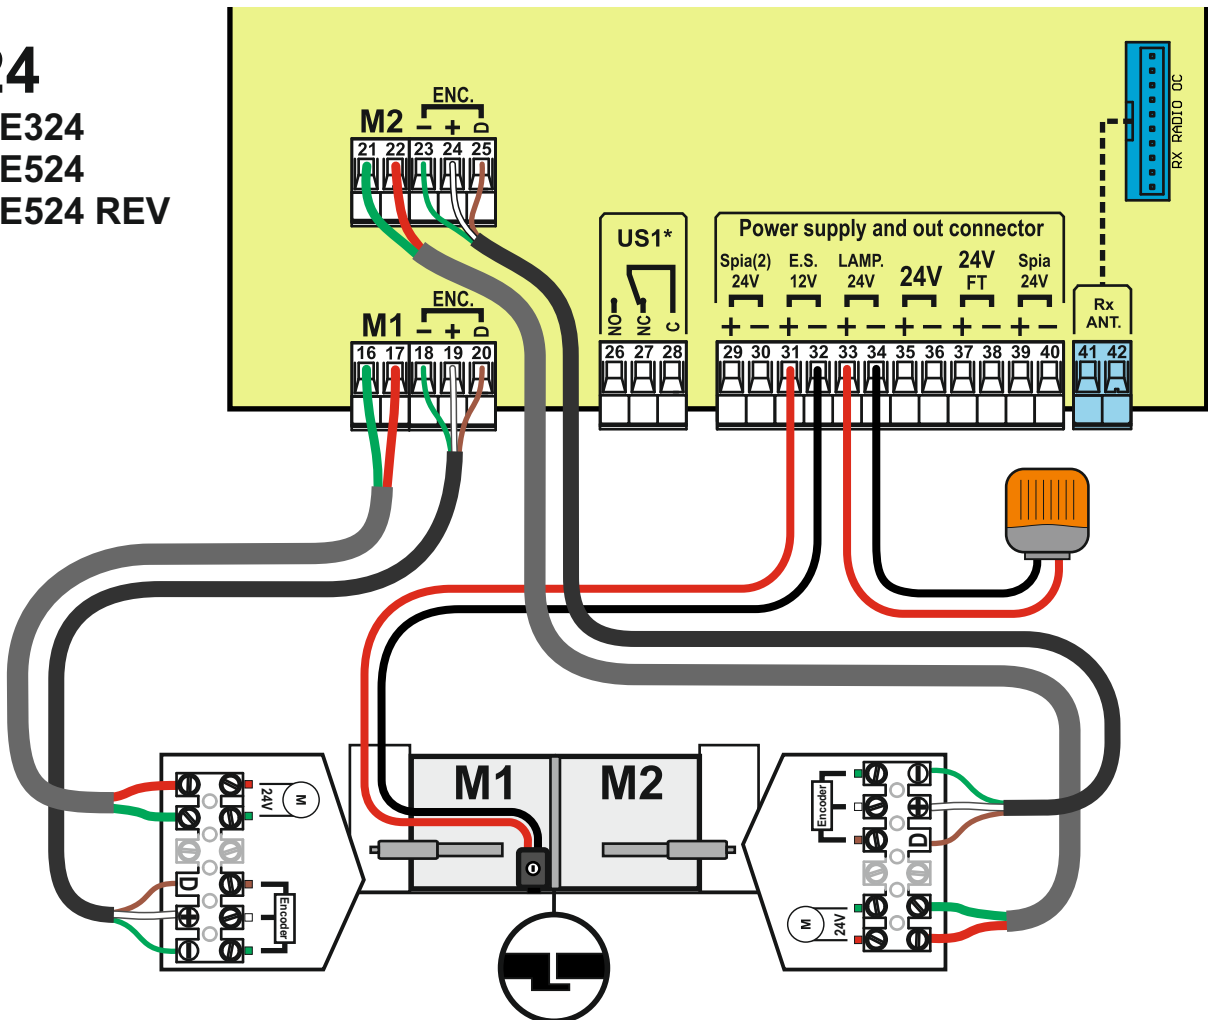 24
E324
E524
E524 REV
ENC.
M2 − + D
21 22 23 24 25
ENC.
M1 − + D
16 17 18 19 20
US1*
NO NC C
26 27 28
Power supply and out connector
Spia(2) 24V
E.S. 12V
LAMP. 24V
24V
24V FT
Spia 24V
+ − + − + − + − + − + −
29 30 31 32 33 34 35 36 37 38 39 40
RX RADIO OC
Rx
ANT.
41 42
M1 M2
24V M
D
Encoder
Encoder
D
M 24V